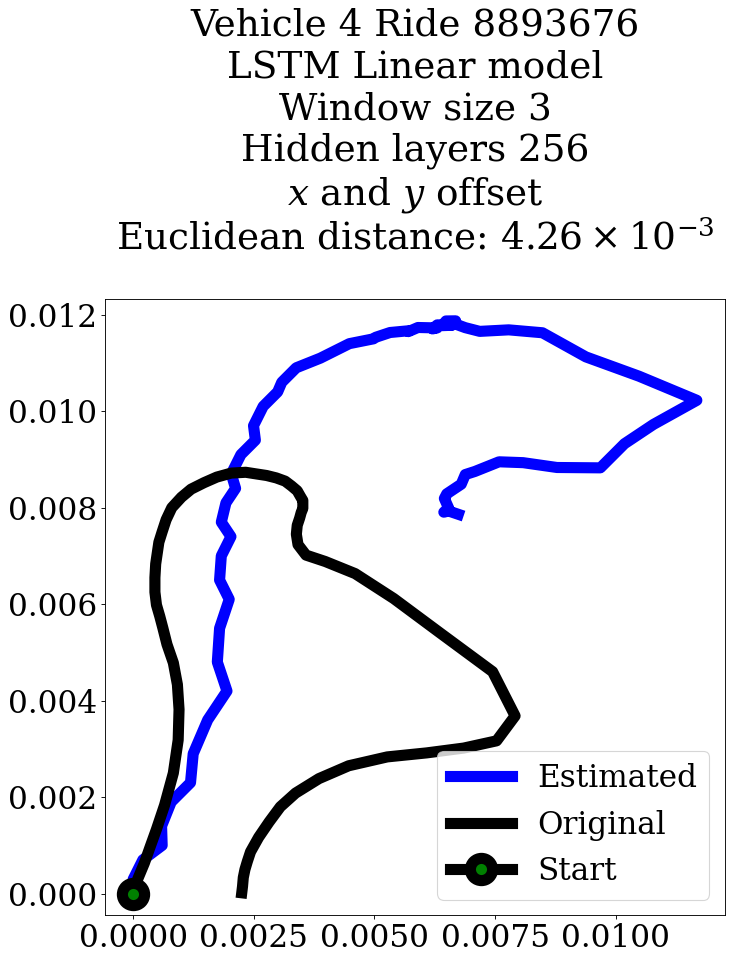 Vehicle 4 Ride 8893676
LSTM Linear model
Window size 3
Hidden layers 256
x and y offset
Euclidean distance: 4.26 × 10⁻³
0.012
0.010
0.008
0.006
0.004
0.002
0.000
Estimated
Original
Start
0.0000 0.0025 0.0050 0.0075 0.0100